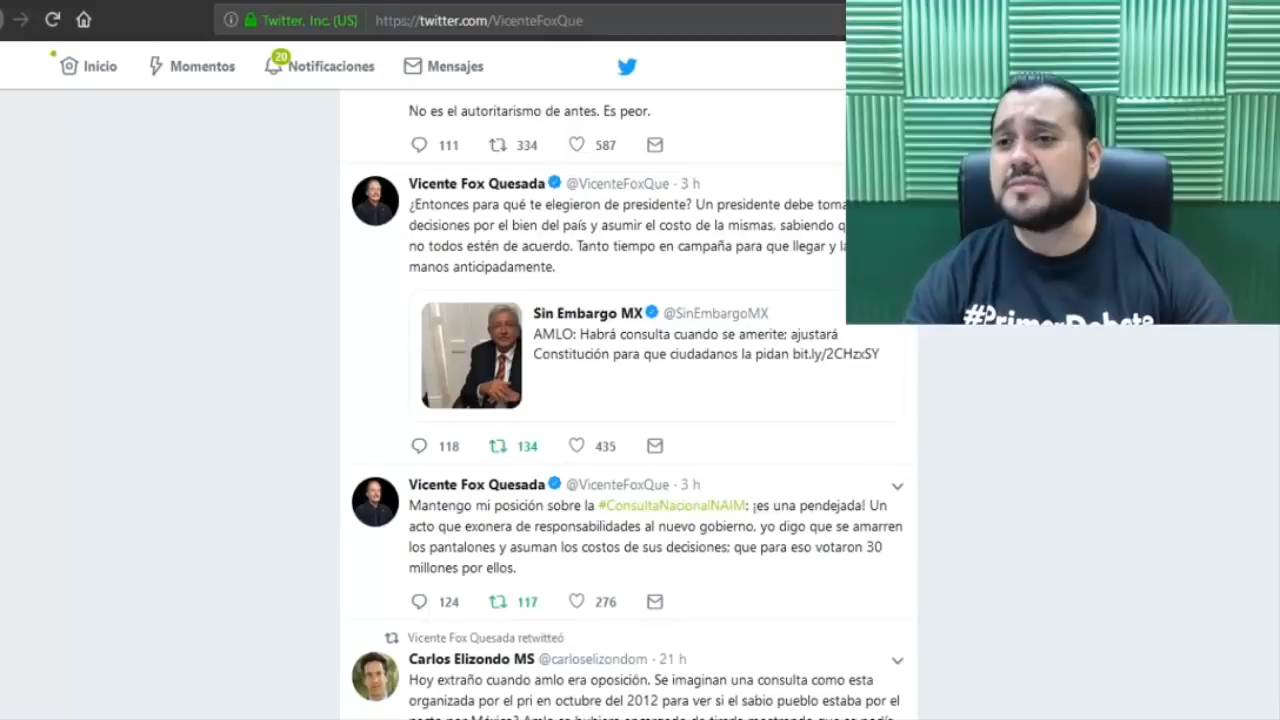 Twitter, Inc. (US)
https://twitter.com/VicenteFoxQue
Inicio
Momentos
20
Notificaciones
Mensajes
No es el autoritarismo de antes. Es peor.
111 334 587
Vicente Fox Quesada @VicenteFoxQue · 3 h
¿Entonces para qué te elegieron de presidente? Un presidente debe toma
decisiones por el bien del país y asumir el costo de la mismas, sabiendo q
no todos estén de acuerdo. Tanto tiempo en campaña para que llegar y la
manos anticipadamente.
Sin Embargo MX @SinEmbargoMX
AMLO: Habrá consulta cuando se amerite; ajustará
Constitución para que ciudadanos la pidan bit.ly/2CHzxSY
118 134 435
Vicente Fox Quesada @VicenteFoxQue · 3 h
Mantengo mi posición sobre la #ConsultaNacionalNAIM: ¡es una pendejada! Un
acto que exonera de responsabilidades al nuevo gobierno, yo digo que se amarren
los pantalones y asuman los costos de sus decisiones; que para eso votaron 30
millones por ellos.
124 117 276
Vicente Fox Quesada retwitteó
Carlos Elizondo MS @carloselizondom · 21 h
Hoy extraño cuando amlo era oposición. Se imaginan una consulta como esta
organizada por el pri en octubre del 2012 para ver si el sabio pueblo estaba por el
#PrimerDebate